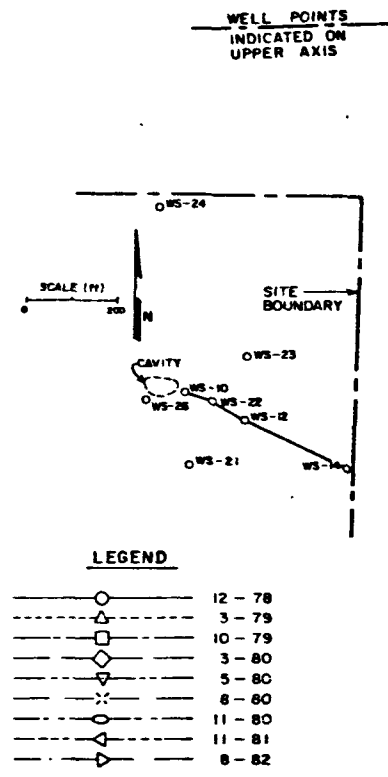 WELL POINTS
INDICATED ON
UPPER AXIS
WS-24
SCALE (ft)
0 200
N
SITE
BOUNDARY
WS-23
CAVITY
WS-10
WS-26
WS-22
WS-12
WS-21
WS-14
LEGEND
12-78
3-79
10-79
3-80
5-80
8-80
11-80
11-81
8-82